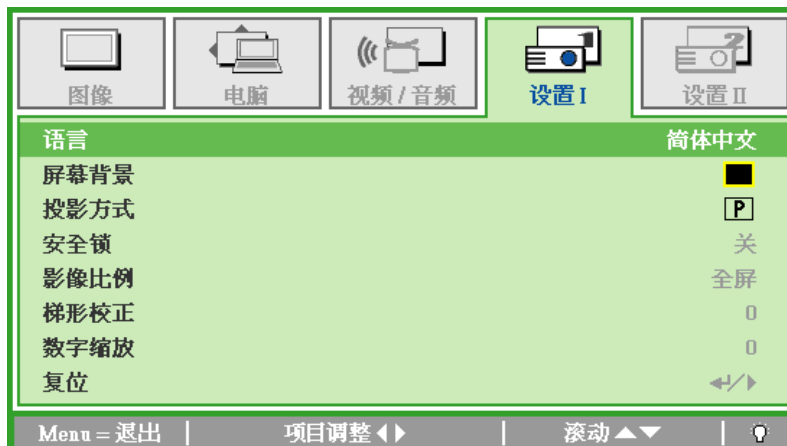 图像 电脑 视频 / 音频 设置 I 设置 II
语言 简体中文
屏幕背景
投影方式 P
安全锁 关
影像比例 全屏
梯形校正 0
数字缩放 0
复位 /
Menu = 退出 项目调整 滚动